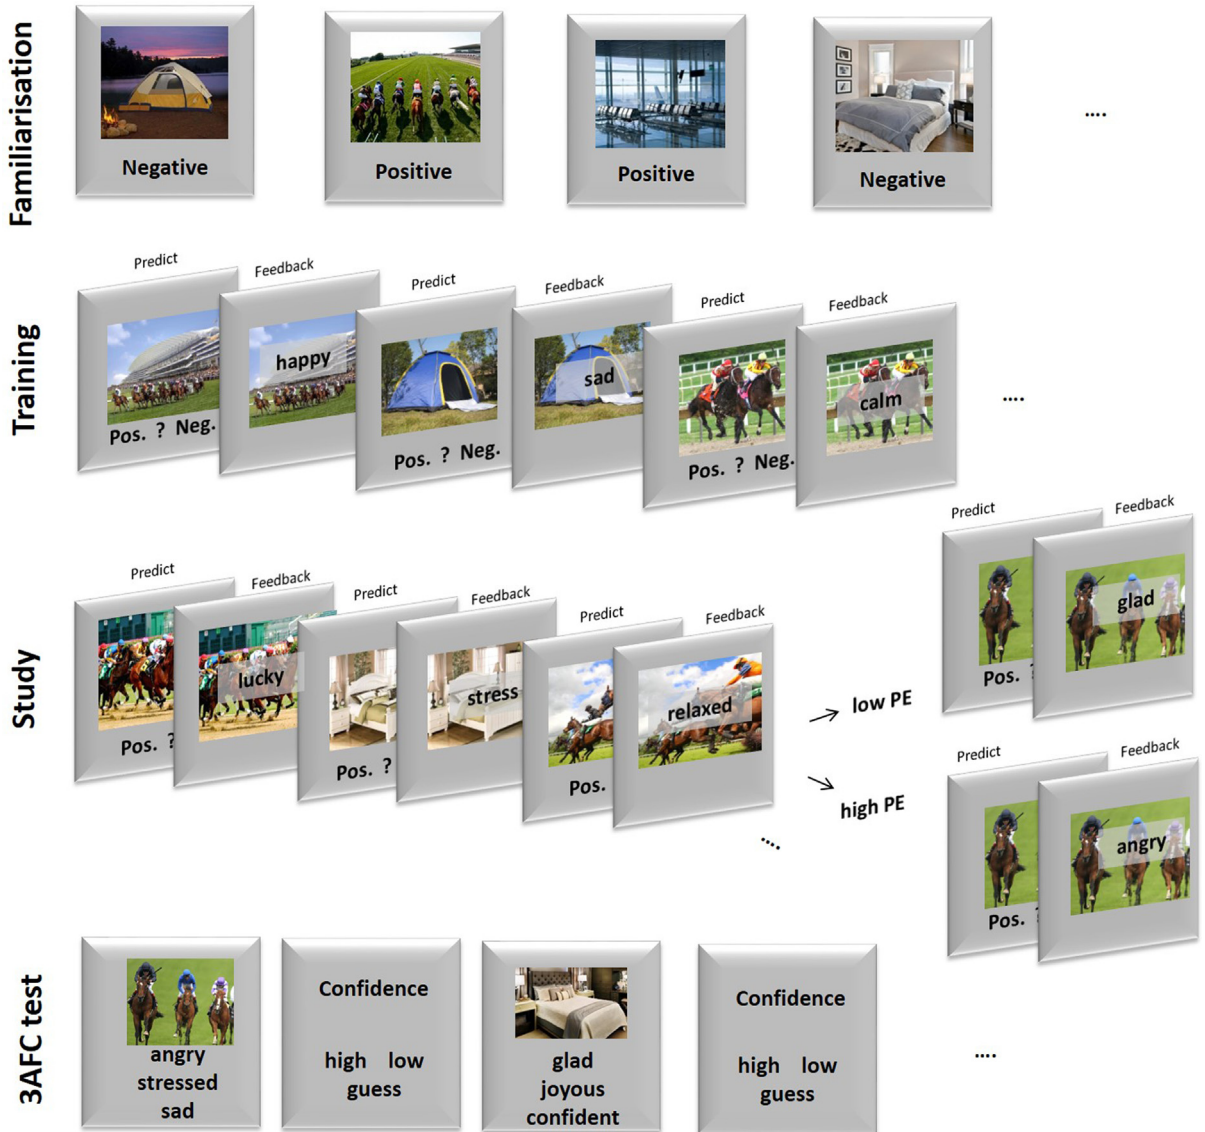 Familiarisation
Negative
Positive
Positive
Negative
....
Training
Predict
Feedback
Predict
Feedback
Predict
Feedback
happy
sad
calm
Pos. ? Neg.
Pos. ? Neg.
Pos. ? Neg.
....
Study
Predict
Feedback
Predict
Feedback
Predict
Feedback
lucky
stress
relaxed
Pos. ?
Pos. ?
Pos.
....
low PE
high PE
Predict
Feedback
glad
Pos. ?
Predict
Feedback
angry
Pos. ?
3AFC test
angry
stressed
sad
Confidence
high low
guess
glad
joyous
confident
Confidence
high low
guess
....